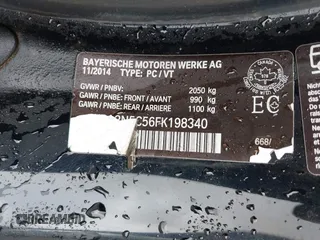 BAYERISCHE MOTOREN WERKE AG
11/2014 TYPE: PC / VT
GVWR / PNBV: 2050 kg
GAWR / PNBE: FRONT / AVANT 990 kg
GAWR / PNBE: REAR / ARRIERE 1100 kg
C56FK198340
EC
668/
DREAMBID